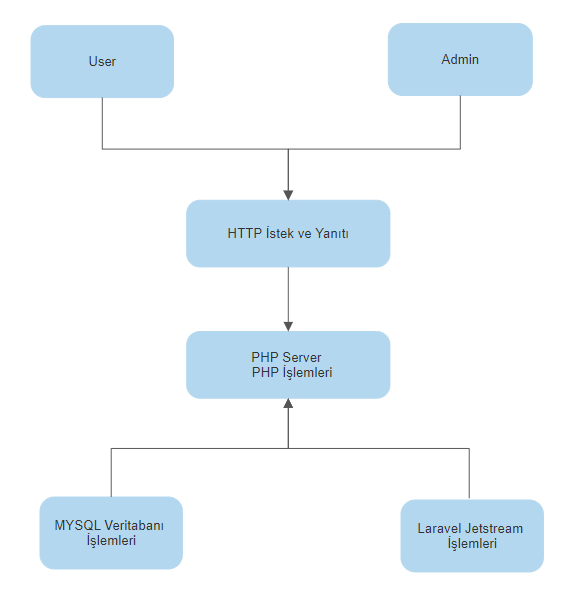 User
Admin
HTTP İstek ve Yanıtı
PHP Server
PHP İşlemleri
MYSQL Veritabanı
İşlemleri
Laravel Jetstream
İşlemleri